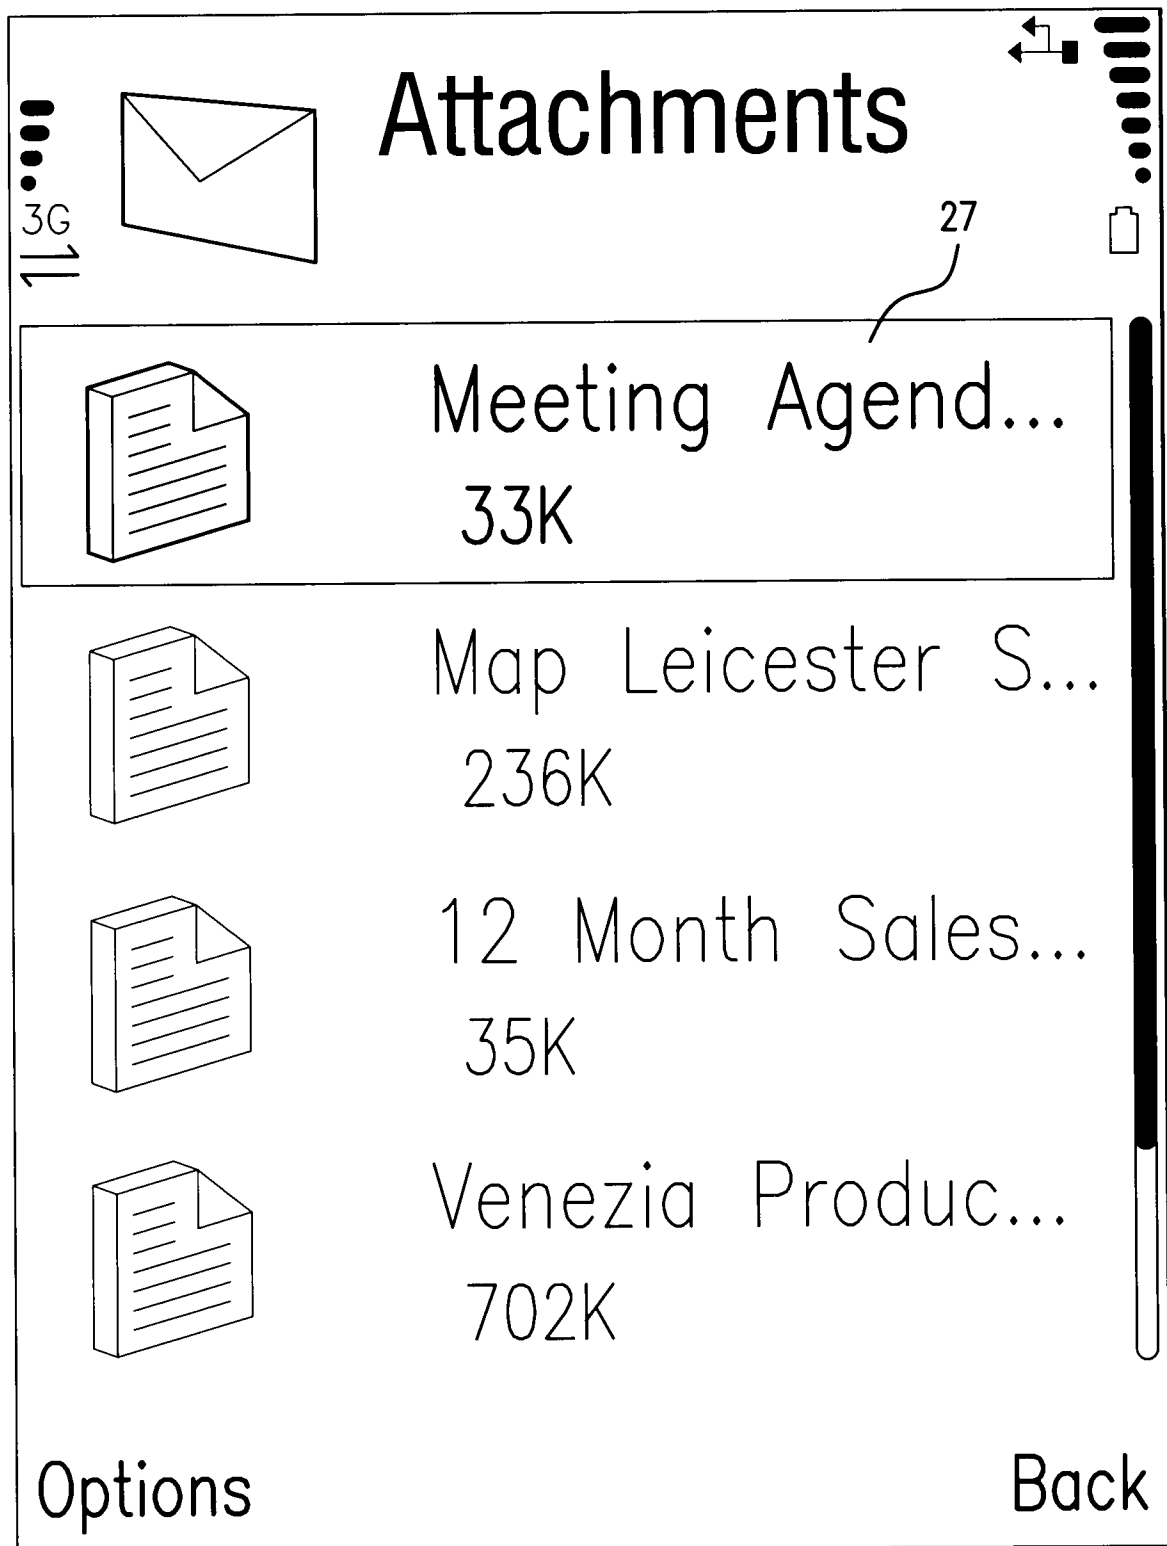 Attachments
3G
27
Meeting Agend...
33K
Map Leicester S...
236K
12 Month Sales...
35K
Venezia Produc...
702K
Options
Back